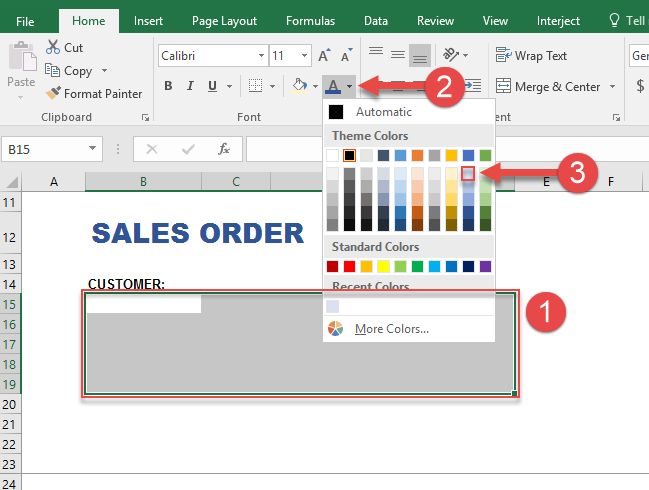 File Home Insert Page Layout Formulas Data Review View Interject Tell
Cut
Copy
Format Painter
Paste
Clipboard
Calibri 11 A A
B I U A
Font
Wrap Text
Merge & Center
Ger
$
2
Automatic
Theme Colors
3
Standard Colors
Recent Colors
More Colors...
B15 fx
A B C E F
11
12 SALES ORDER
13
14 CUSTOMER:
15
1
16
17
18
19
20
21
22
23
24